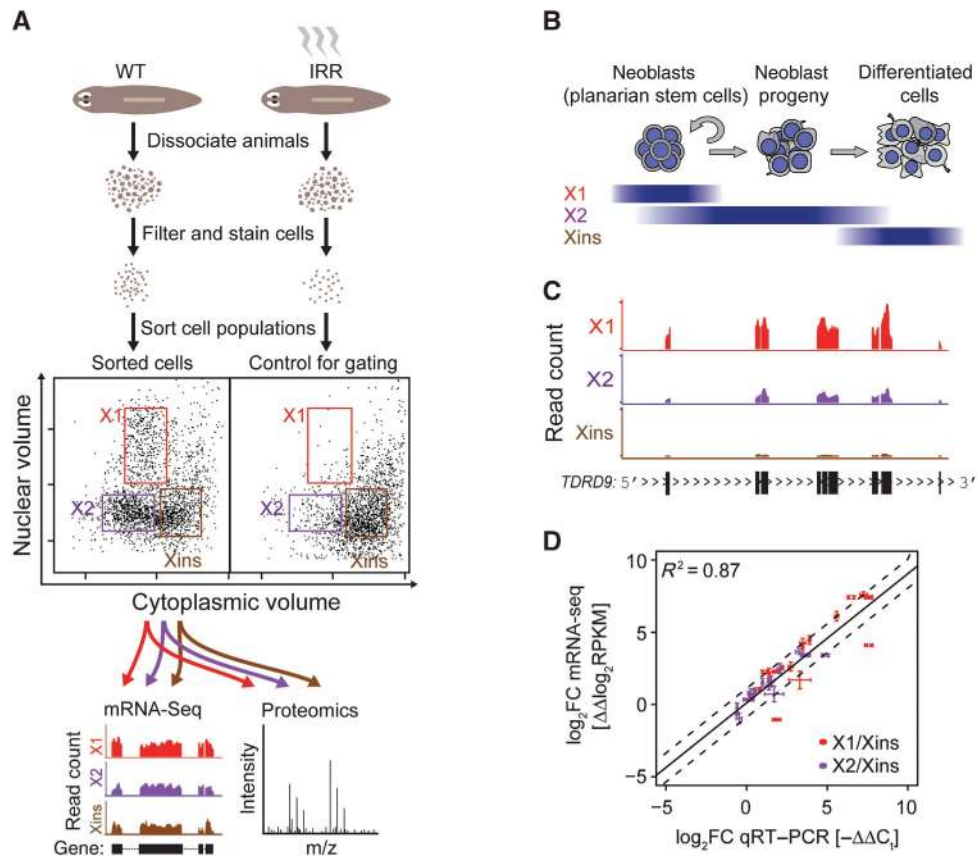 A
WT
IRR
Dissociate animals
Filter and stain cells
Sort cell populations
Sorted cells
Control for gating
Nuclear volume
X1
X1
X2
X2
Xins
Xins
Cytoplasmic volume
mRNA-Seq
Proteomics
Read count
X1
X2
Xins
Gene:
Intensity
m/z
B
Neoblasts
(planarian stem cells)
Neoblast
progeny
Differentiated
cells
X1
X2
Xins
C
Read count
X1
X2
Xins
TDRD9: 5′ > > > > > > > > > > > > > > > > > > 3′
D
R² = 0.87
log₂FC mRNA-seq
[ΔΔlog₂RPKM]
10
5
0
−5
X1/Xins
X2/Xins
−5 0 5 10
log₂FC qRT–PCR [−ΔΔCₜ]